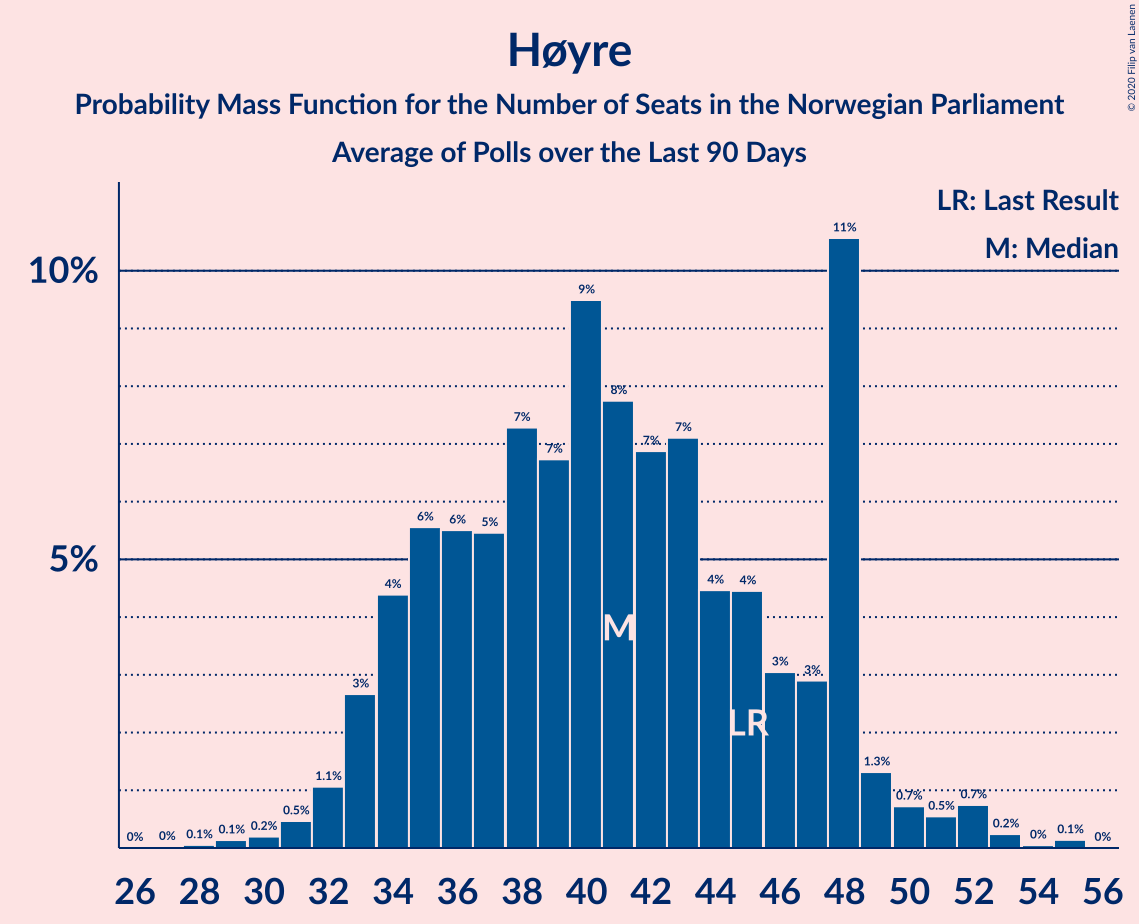 Høyre
Probability Mass Function for the Number of Seats in the Norwegian Parliament
Average of Polls over the Last 90 Days
© 2020 Filip van Laenen
LR: Last Result
M: Median
10%
5%
0% 0% 0.1% 0.1% 0.2% 0.5% 1.1% 3% 4% 6% 6% 5% 7% 7% 9% 8% 7% 7% 4% 4% 3% 3% 11% 1.3% 0.7% 0.5% 0.7% 0.2% 0% 0.1% 0%
M
LR
26 28 30 32 34 36 38 40 42 44 46 48 50 52 54 56